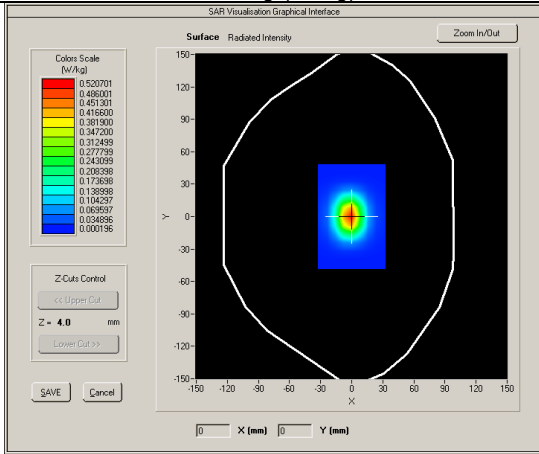 SAR Visualisation Graphical Interface
Surface Radiated Intensity
Zoom In/Out
Colors Scale
(W/kg)
0.520701
0.486001
0.451301
0.416600
0.381900
0.347200
0.312499
0.277799
0.243099
0.208398
0.173698
0.138998
0.104297
0.069597
0.034896
0.000196
Z-Cuts Control
<< Upper Cut
Z = 4.0 mm
Lower Cut >>
SAVE Cancel
150
120
90
60
30
0
-30
-60
-90
-120
-150
Y
-150 -120 -90 -60 -30 0 30 60 90 120 150
X
0 X (mm) 0 Y (mm)